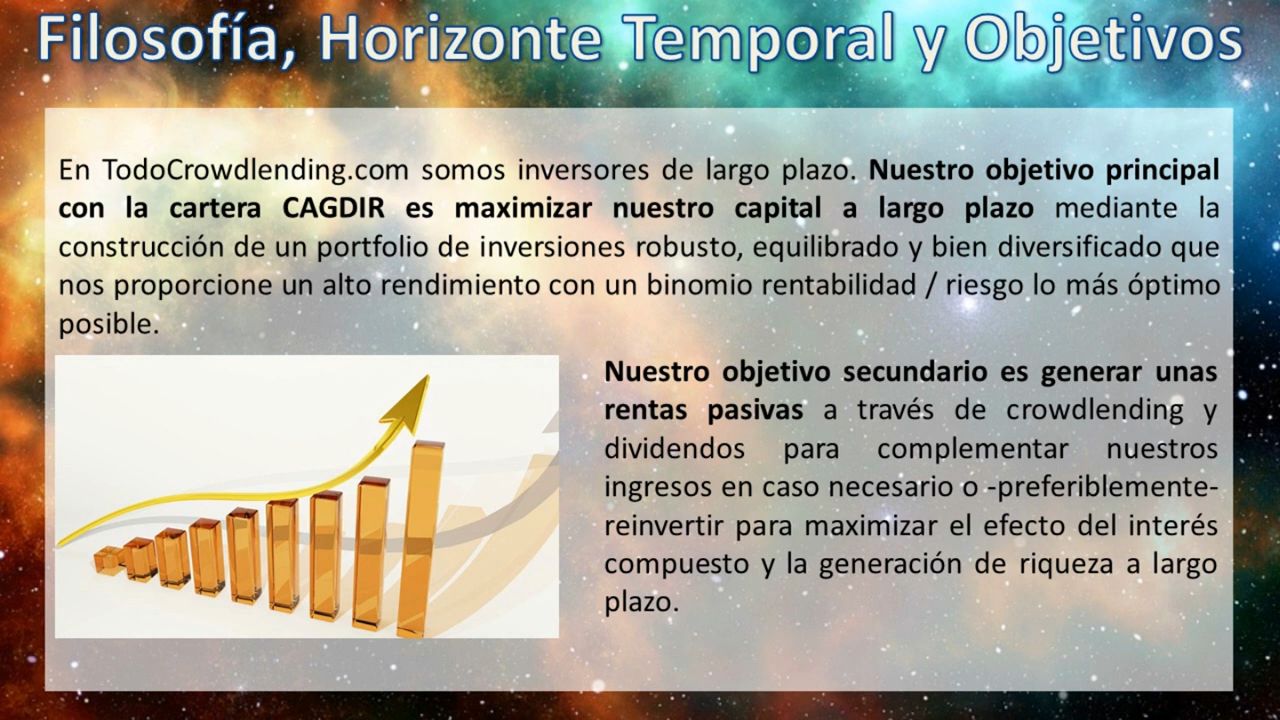 Filosofía, Horizonte Temporal y Objetivos
En TodoCrowdlending.com somos inversores de largo plazo. Nuestro objetivo principal
con la cartera CAGDIR es maximizar nuestro capital a largo plazo mediante la
construcción de un portfolio de inversiones robusto, equilibrado y bien diversificado que
nos proporcione un alto rendimiento con un binomio rentabilidad / riesgo lo más óptimo
posible.
Nuestro objetivo secundario es generar unas
rentas pasivas a través de crowdlending y
dividendos para complementar nuestros
ingresos en caso necesario o -preferiblemente-
reinvertir para maximizar el efecto del interés
compuesto y la generación de riqueza a largo
plazo.